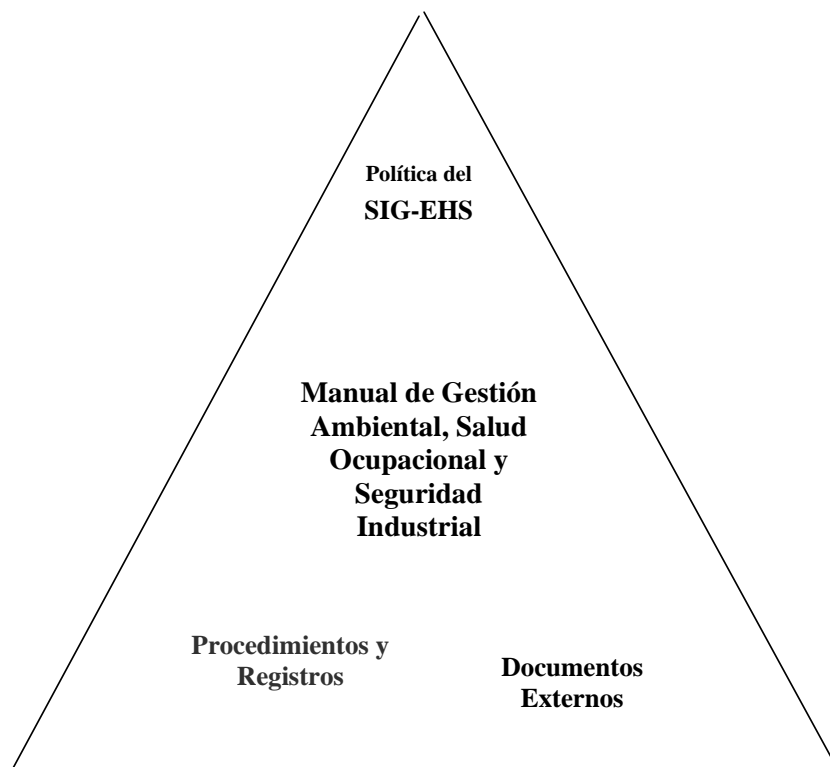 Política del
SIG-EHS
Manual de Gestión
Ambiental, Salud
Ocupacional y
Seguridad
Industrial
Procedimientos y
Registros
Documentos
Externos